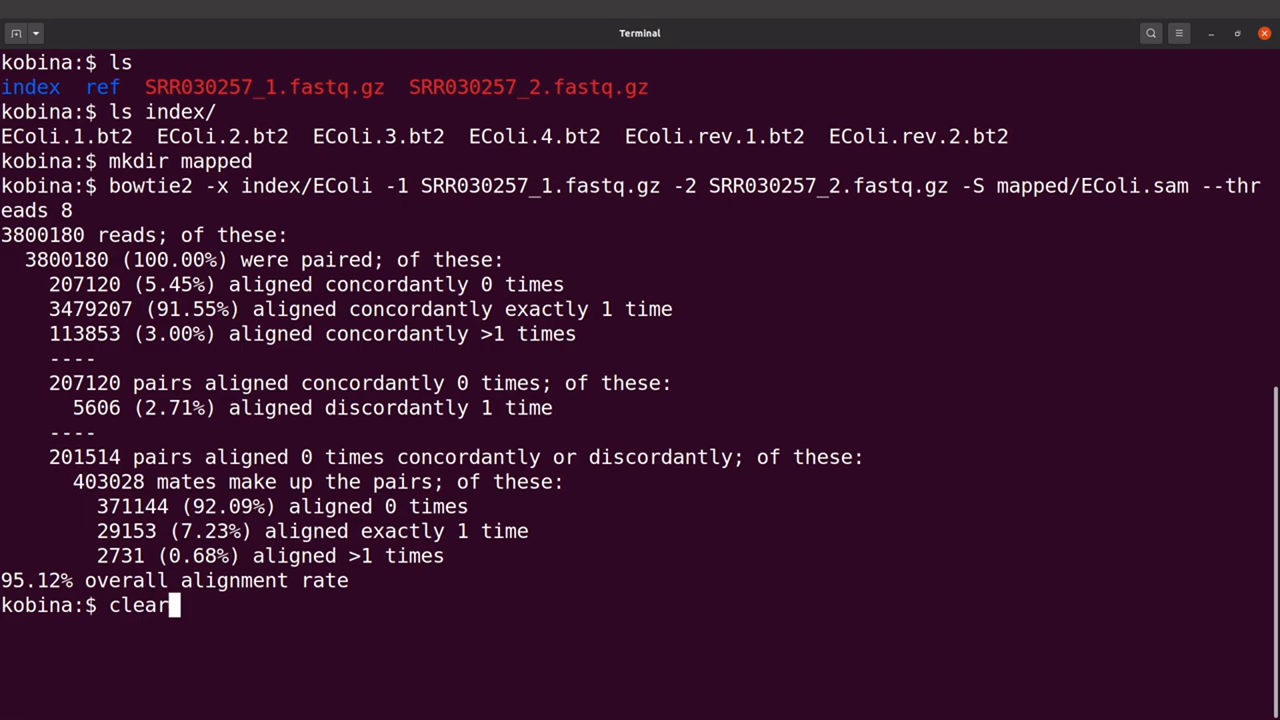 Terminal
kobina:$ ls
index  ref  SRR030257_1.fastq.gz  SRR030257_2.fastq.gz
kobina:$ ls index/
EColi.1.bt2  EColi.2.bt2  EColi.3.bt2  EColi.4.bt2  EColi.rev.1.bt2  EColi.rev.2.bt2
kobina:$ mkdir mapped
kobina:$ bowtie2 -x index/EColi -1 SRR030257_1.fastq.gz -2 SRR030257_2.fastq.gz -S mapped/EColi.sam --thr
eads 8
3800180 reads; of these:
  3800180 (100.00%) were paired; of these:
    207120 (5.45%) aligned concordantly 0 times
    3479207 (91.55%) aligned concordantly exactly 1 time
    113853 (3.00%) aligned concordantly >1 times
    ----
    207120 pairs aligned concordantly 0 times; of these:
      5606 (2.71%) aligned discordantly 1 time
    ----
    201514 pairs aligned 0 times concordantly or discordantly; of these:
      403028 mates make up the pairs; of these:
        371144 (92.09%) aligned 0 times
        29153 (7.23%) aligned exactly 1 time
        2731 (0.68%) aligned >1 times
95.12% overall alignment rate
kobina:$ clear